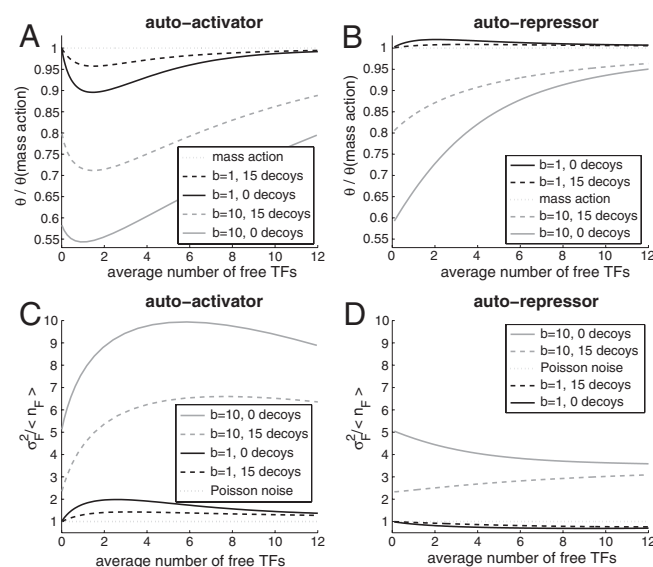 A
auto-activator
θ / θ(mass action)
1
0.95
0.9
0.85
0.8
0.75
0.7
0.65
0.6
0.55
mass action
b=1, 15 decoys
b=1, 0 decoys
b=10, 15 decoys
b=10, 0 decoys
0 2 4 6 8 10 12
average number of free TFs
B
auto-repressor
θ / θ(mass action)
1
0.95
0.9
0.85
0.8
0.75
0.7
0.65
0.6
0.55
b=1, 0 decoys
b=1, 15 decoys
mass action
b=10, 15 decoys
b=10, 0 decoys
0 2 4 6 8 10 12
average number of free TFs
C
auto-activator
σ_F^2/< n_F >
10
9
8
7
6
5
4
3
2
1
b=10, 0 decoys
b=10, 15 decoys
b=1, 0 decoys
b=1, 15 decoys
Poisson noise
0 2 4 6 8 10 12
average number of free TFs
D
auto-repressor
σ_F^2/< n_F >
10
9
8
7
6
5
4
3
2
1
b=10, 0 decoys
b=10, 15 decoys
Poisson noise
b=1, 15 decoys
b=1, 0 decoys
0 2 4 6 8 10 12
average number of free TFs